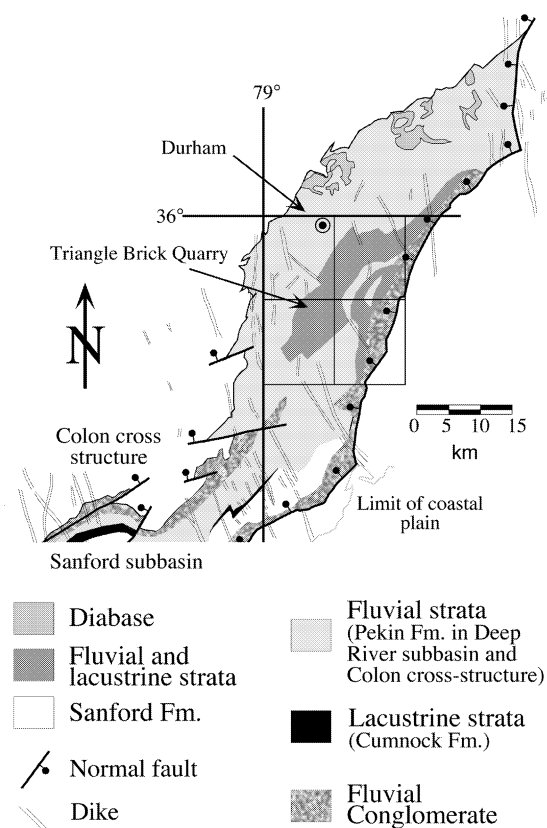 79°
Durham
36°
Triangle Brick Quarry
N
0 5 10 15
km
Colon cross
structure
Limit of coastal
plain
Sanford subbasin
Diabase
Fluvial and
lacustrine strata
Sanford Fm.
Normal fault
Dike
Fluvial strata
(Pekin Fm. in Deep
River subbasin and
Colon cross-structure)
Lacustrine strata
(Cumnock Fm.)
Fluvial
Conglomerate